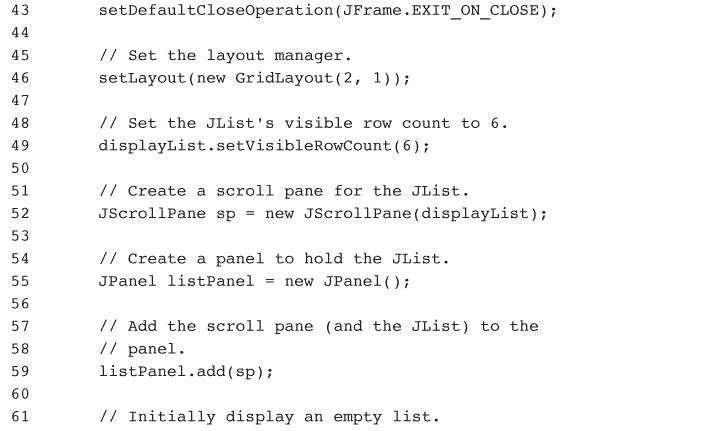 43 setDefaultCloseOperation(JFrame.EXIT_ON_CLOSE);
44
45 // Set the layout manager.
46 setLayout(new GridLayout(2, 1));
47
48 // Set the JList's visible row count to 6.
49 displayList.setVisibleRowCount(6);
50
51 // Create a scroll pane for the JList.
52 JScrollPane sp = new JScrollPane(displayList);
53
54 // Create a panel to hold the JList.
55 JPanel listPanel = new JPanel();
56
57 // Add the scroll pane (and the JList) to the
58 // panel.
59 listPanel.add(sp);
60
61 // Initially display an empty list.